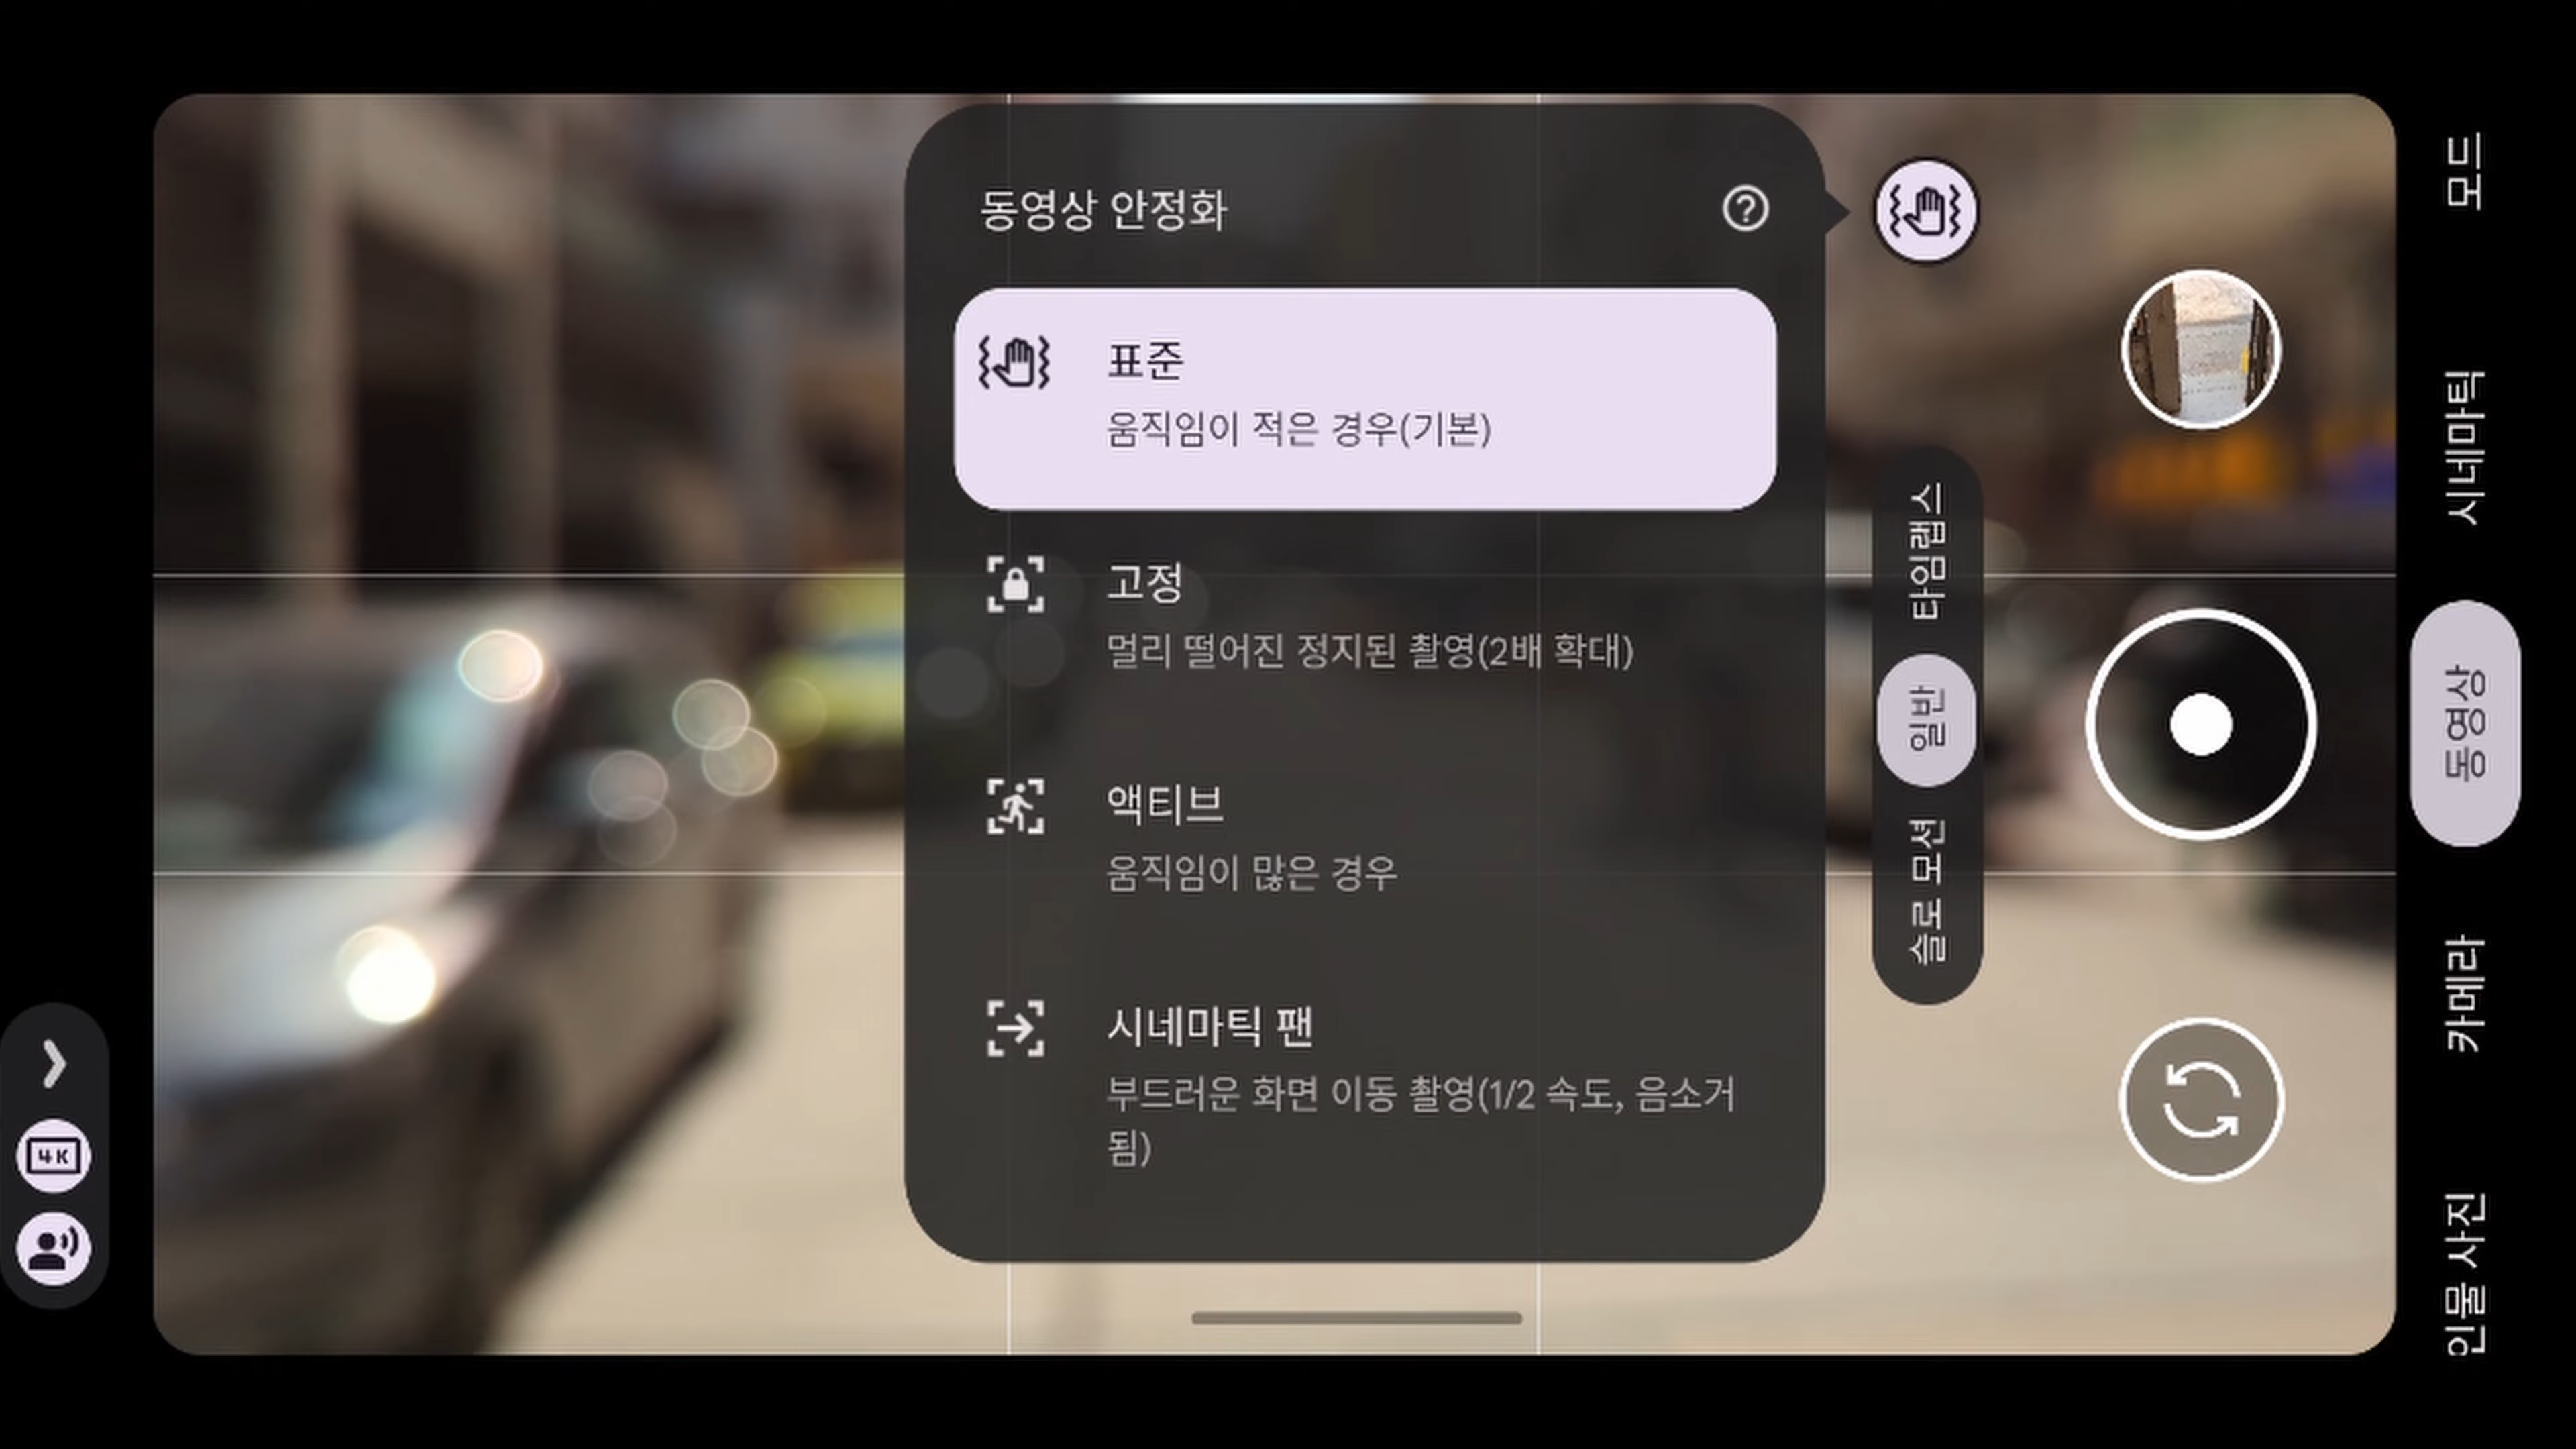 동영상 안정화
표준
움직임이 적은 경우(기본)
고정
멀리 떨어진 정지된 촬영(2배 확대)
액티브
움직임이 많은 경우
시네마틱 팬
부드러운 화면 이동 촬영(1/2 속도, 음소거
됨)
4K
타임랩스
일반
슬로 모션
모드
시네마틱
동영상
카메라
인물 사진